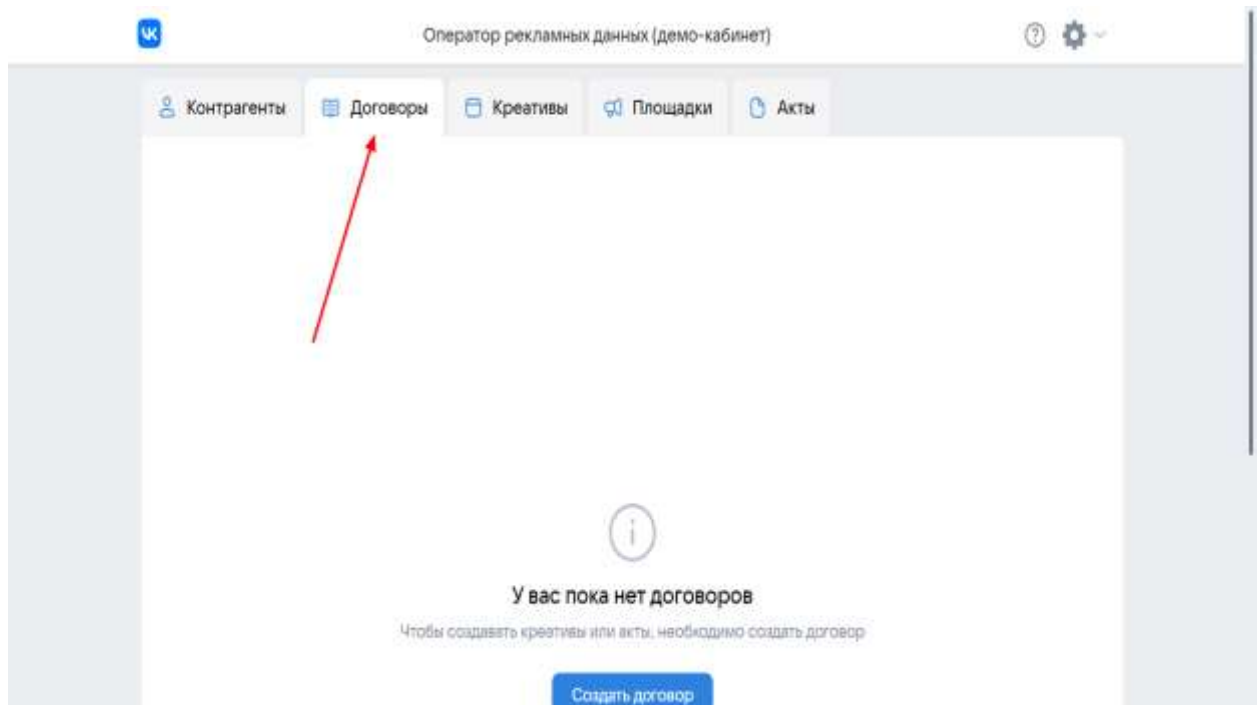 Оператор рекламных данных (демо-кабинет)
Контрагенты Договоры Креативы Площадки Акты
У вас пока нет договоров
Чтобы создавать креативы или акты, необходимо создать договор
Создать договор